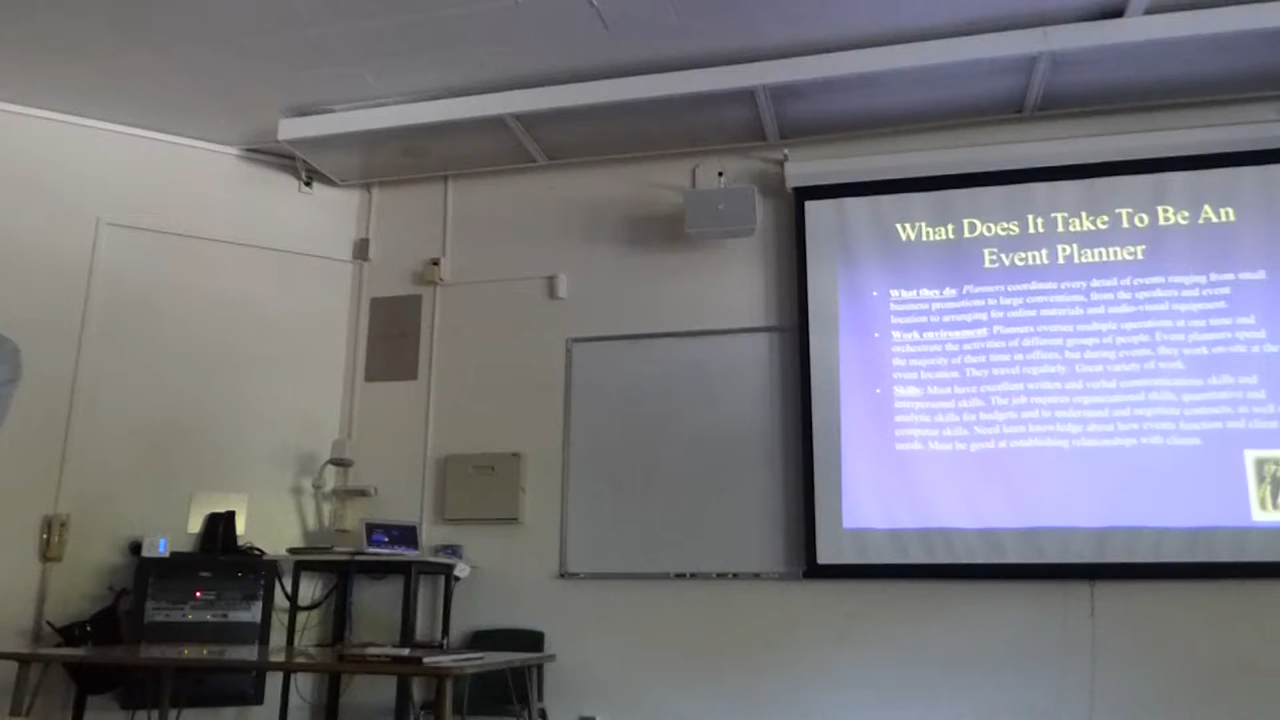 What Does It Take To Be An
Event Planner
• What they do: Planners coordinate every detail of events ranging from small
business promotions to large conventions, from the speakers and event
location to arranging for online materials and audio-visual equipment.
• Work environment: Planners oversee multiple operations at one time and
orchestrate the activities of different groups of people. Event planners spend
the majority of their time in offices, but during events, they work on-site at the
event location. They travel regularly. Great variety of work.
• Skills: Must have excellent written and verbal communications skills and
interpersonal skills. The job requires organizational skills, quantitative and
analytic skills for budgets and to understand and negotiate contracts, as well
computer skills. Need keen knowledge about how events function and client
needs. Must be good at establishing relationships with clients.